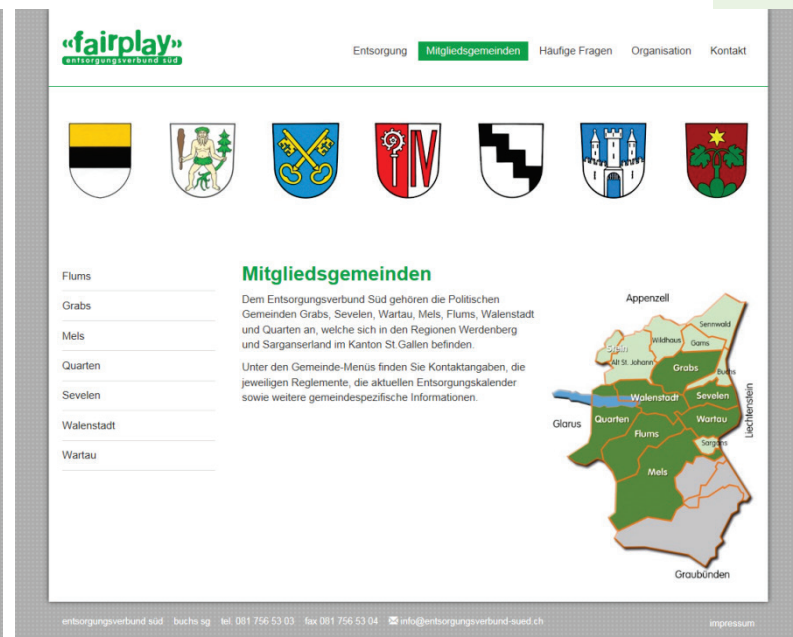 «fairplay»
entsorgungsverbund süd
Entsorgung Mitgliedsgemeinden Häufige Fragen Organisation Kontakt
Flums
Grabs
Mels
Quarten
Sevelen
Walenstadt
Wartau
Mitgliedsgemeinden
Dem Entsorgungsverbund Süd gehören die Politischen
Gemeinden Grabs, Sevelen, Wartau, Mels, Flums, Walenstadt
und Quarten an, welche sich in den Regionen Werdenberg
und Sarganserland im Kanton St.Gallen befinden.
Unter den Gemeinde-Menüs finden Sie Kontaktangaben, die
jeweiligen Reglemente, die aktuellen Entsorgungskalender
sowie weitere gemeindespezifische Informationen.
Appenzell
Sennwald
Wildhaus
Gams
Stein
Alt St. Johann
Grabs
Buchs
Walenstadt
Sevelen
Liechtenstein
Glarus
Quarten
Wartau
Flums
Sargans
Mels
Graubünden
entsorgungsverbund süd buchs sg tel. 081 756 53 03 fax 081 756 53 04 info@entsorgungsverbund-sued.ch impressum